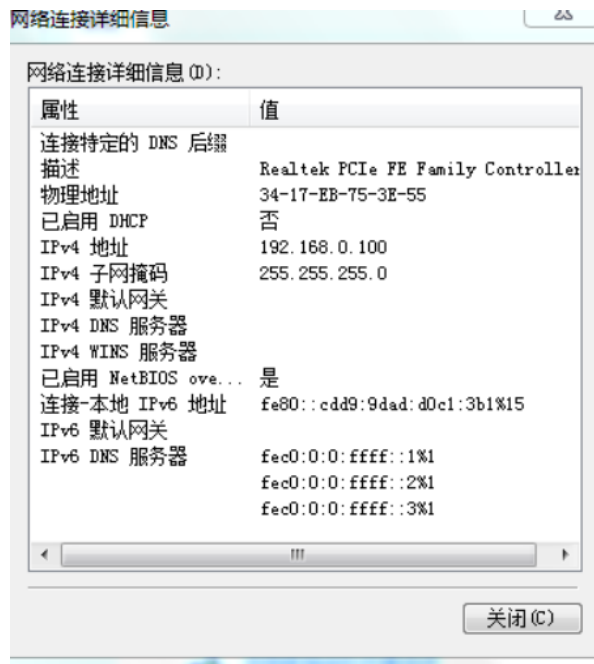 网络连接详细信息
网络连接详细信息(D):
属性 值
连接特定的 DNS 后缀
描述 Realtek PCIe FE Family Controller
物理地址 34-17-EB-75-3E-55
已启用 DHCP 否
IPv4 地址 192.168.0.100
IPv4 子网掩码 255.255.255.0
IPv4 默认网关
IPv4 DNS 服务器
IPv4 WINS 服务器
已启用 NetBIOS ove... 是
连接-本地 IPv6 地址 fe80::cdd9:9dad:d0c1:3b1%15
IPv6 默认网关
IPv6 DNS 服务器 fec0:0:0:ffff::1%1
fec0:0:0:ffff::2%1
fec0:0:0:ffff::3%1
关闭(C)